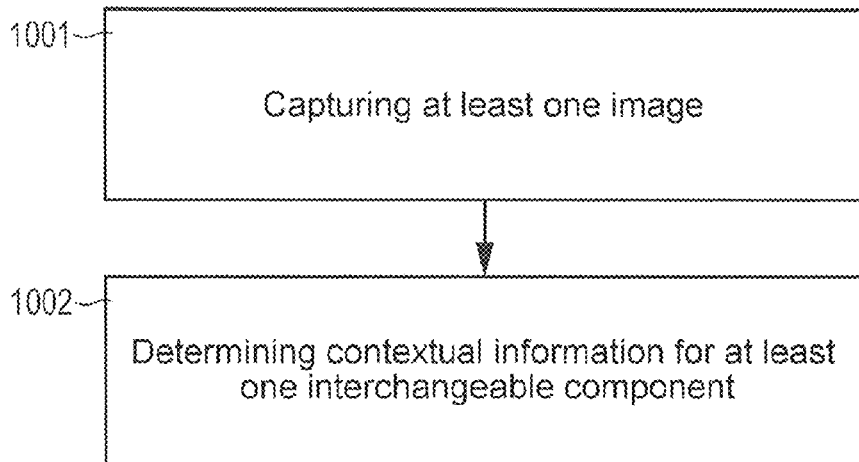 1001
Capturing at least one image
1002
Determining contextual information for at least
one interchangeable component